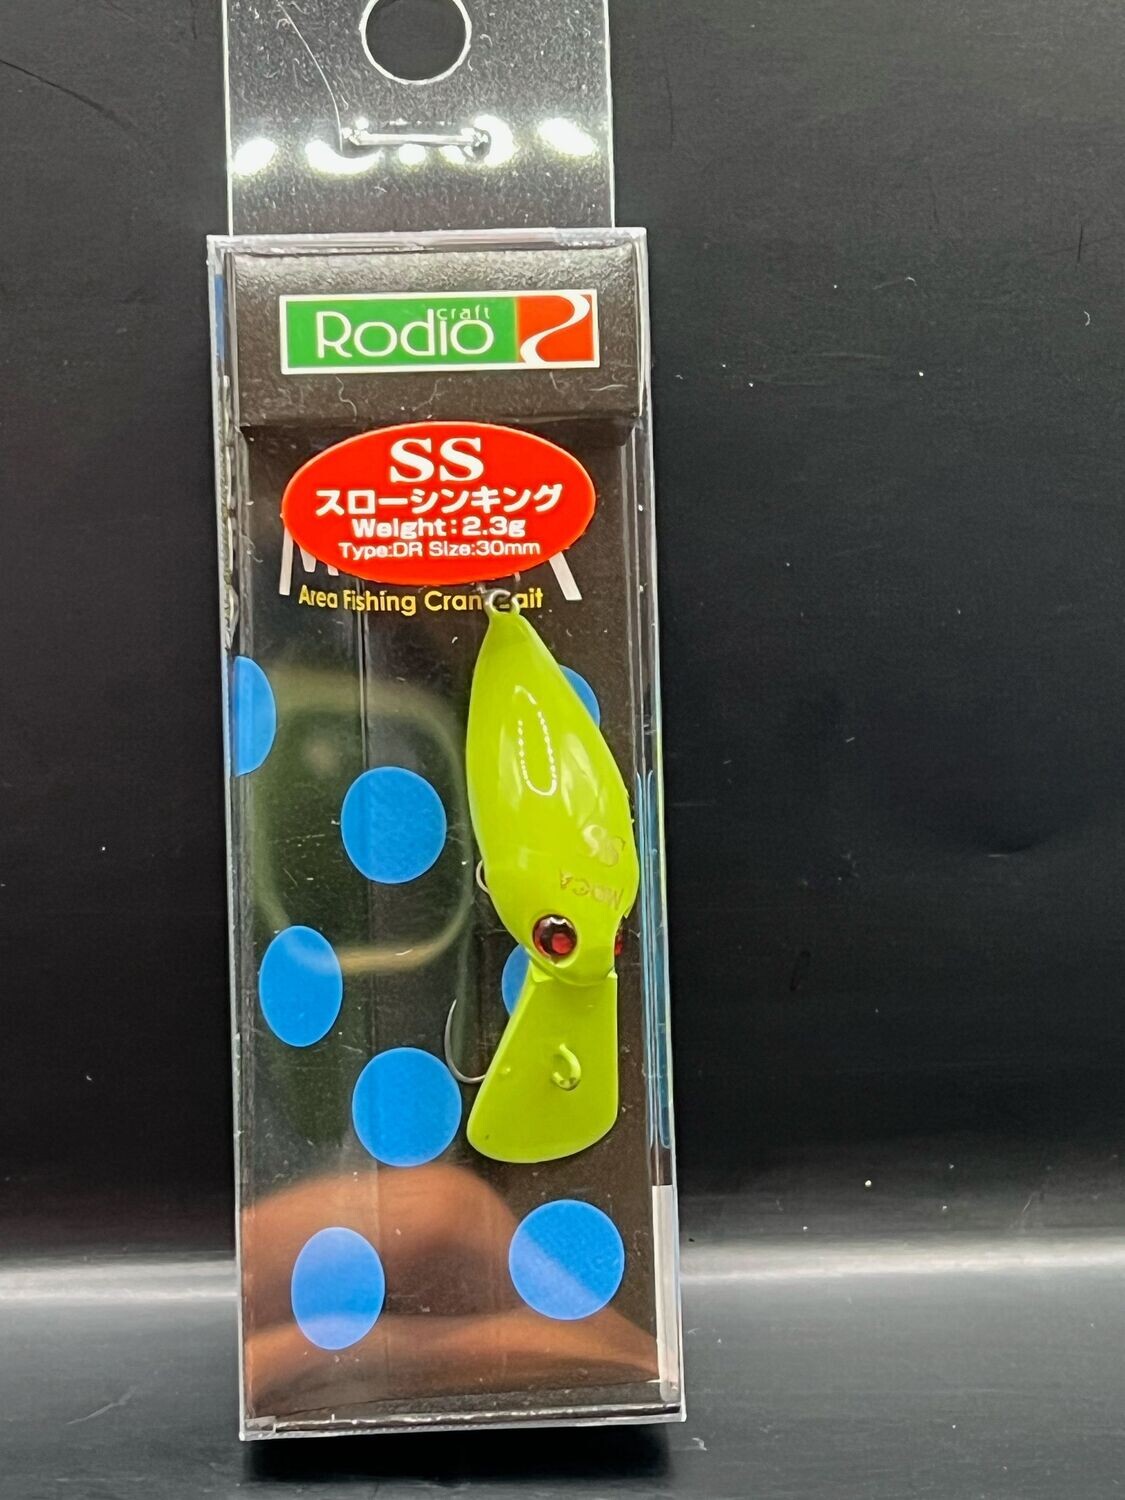 Rodio craft
SS
スローシンキング
Weight:2.3g
Type:DR Size:30mm
Area Fishing
SS
MOCA